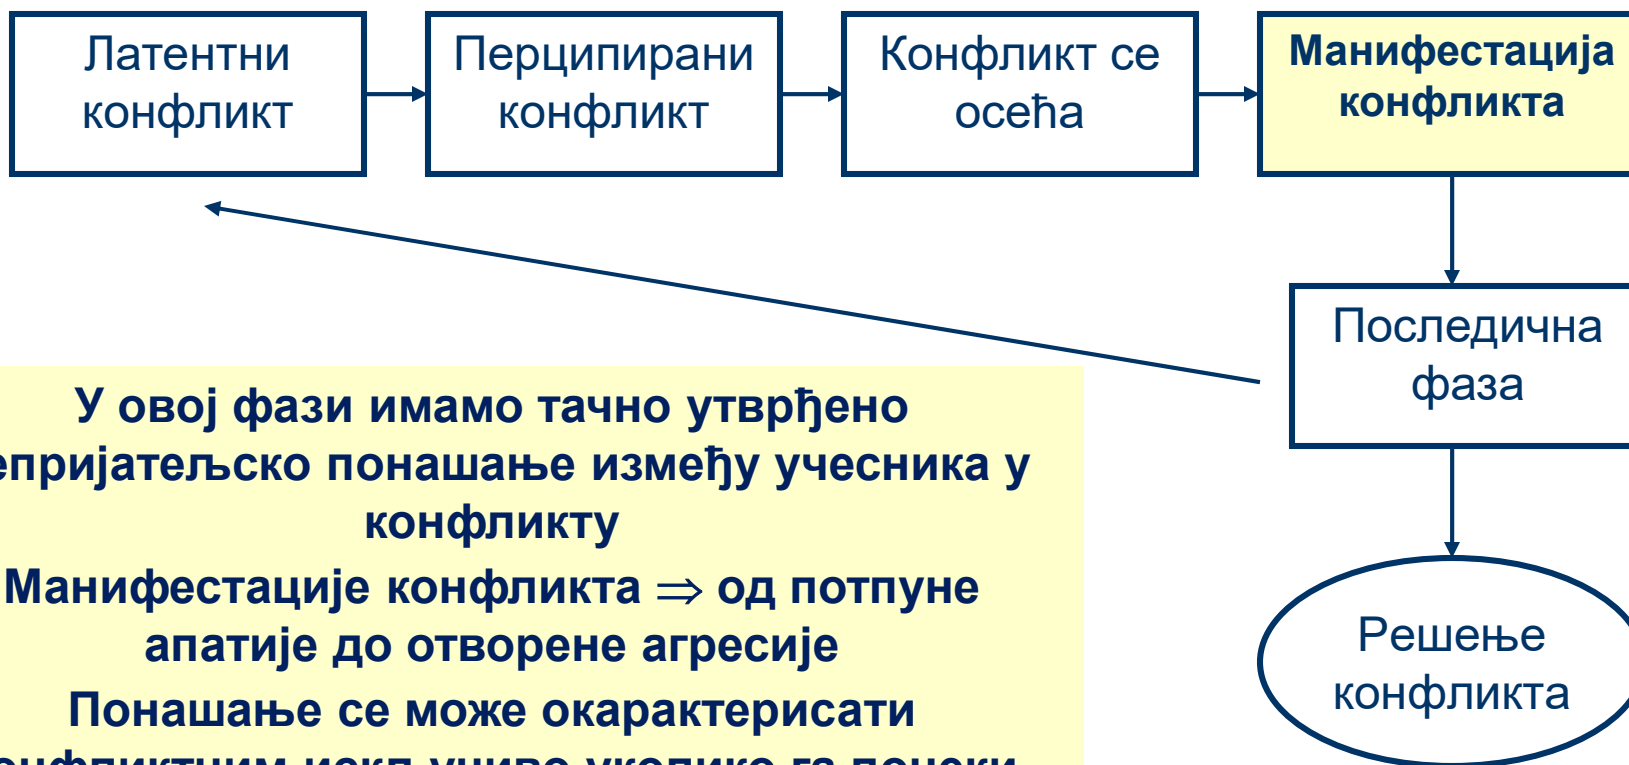 Латентни
конфликт
Перципирани
конфликт
Конфликт се
осећа
Манифестација
конфликта
Последична
фаза
Решење
конфликта
У овој фази имамо тачно утврђено
епријатељско понашање између учесника у
конфликту
Манифестације конфликта ⇒ од потпуне
апатије до отворене агресије
Понашање се може окарактерисати